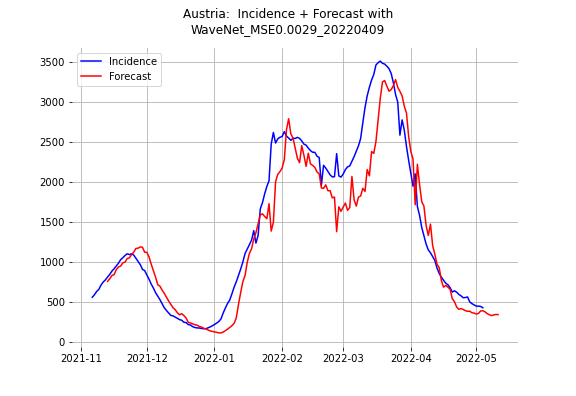 Austria:  Incidence + Forecast with
WaveNet_MSE0.0029_20220409
Incidence
Forecast
3500
3000
2500
2000
1500
1000
500
0
2021-11 2021-12 2022-01 2022-02 2022-03 2022-04 2022-05